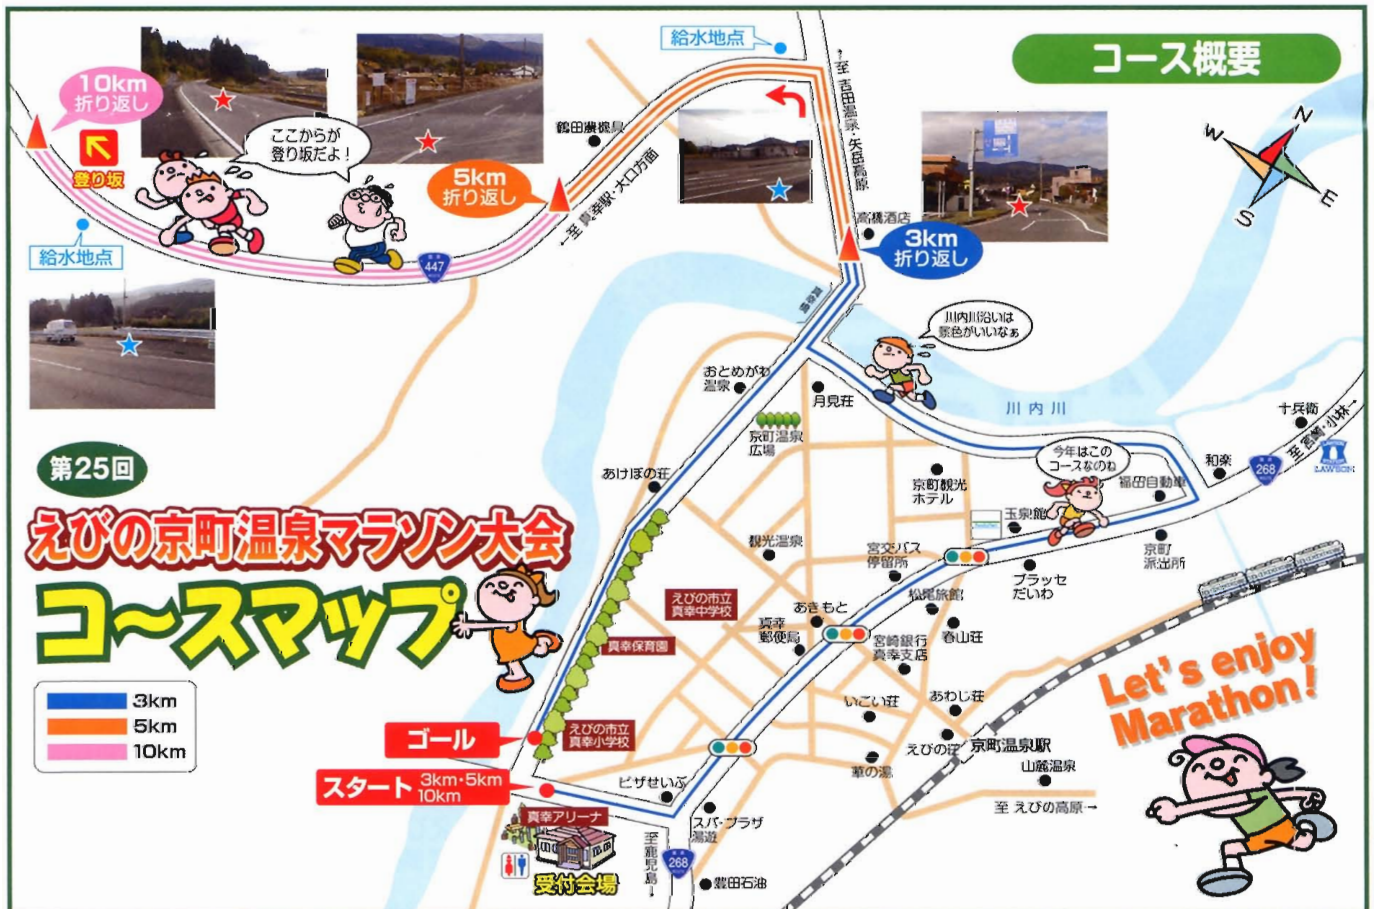 コース概要
給水地点
10km
折り返し
登り坂
ここからが
登り坂だよ！
鶴田農機具
5km
折り返し
←至 真幸駅・大口方面
←至 吉田温泉・矢岳高原
高橋酒店
3km
折り返し
N
W
E
S
給水地点
447
真幸橋
川内川沿いは
景色がいいなぁ
おとめがわ
温泉
月見荘
川内川
十兵衛
至 宮崎・小林→
LAWSON
268
和楽
京町温泉
広場
今年はこの
コースなのね
福田自動車
第25回
えびの京町温泉マラソン大会
コ〜スマップ
あけぼの荘
京町観光
ホテル
玉泉館
京町
派出所
観光温泉
宮交バス
停留所
プラッセ
だいわ
えびの市立
真幸中学校
あきもと
松尾旅館
春山荘
真幸
郵便局
宮崎銀行
真幸支店
真幸保育園
3km
5km
10km
いこい荘
あわじ荘
えびの荘
京町温泉駅
華の湯
山麓温泉
至 えびの高原→
Let's enjoy
Marathon!
えびの市立
真幸小学校
ゴール
スタート 3km・5km
10km
ピザせいぶ
真幸アリーナ
スパ・プラザ
湯遊
受付会場
至鹿児島→
268
豊田石油